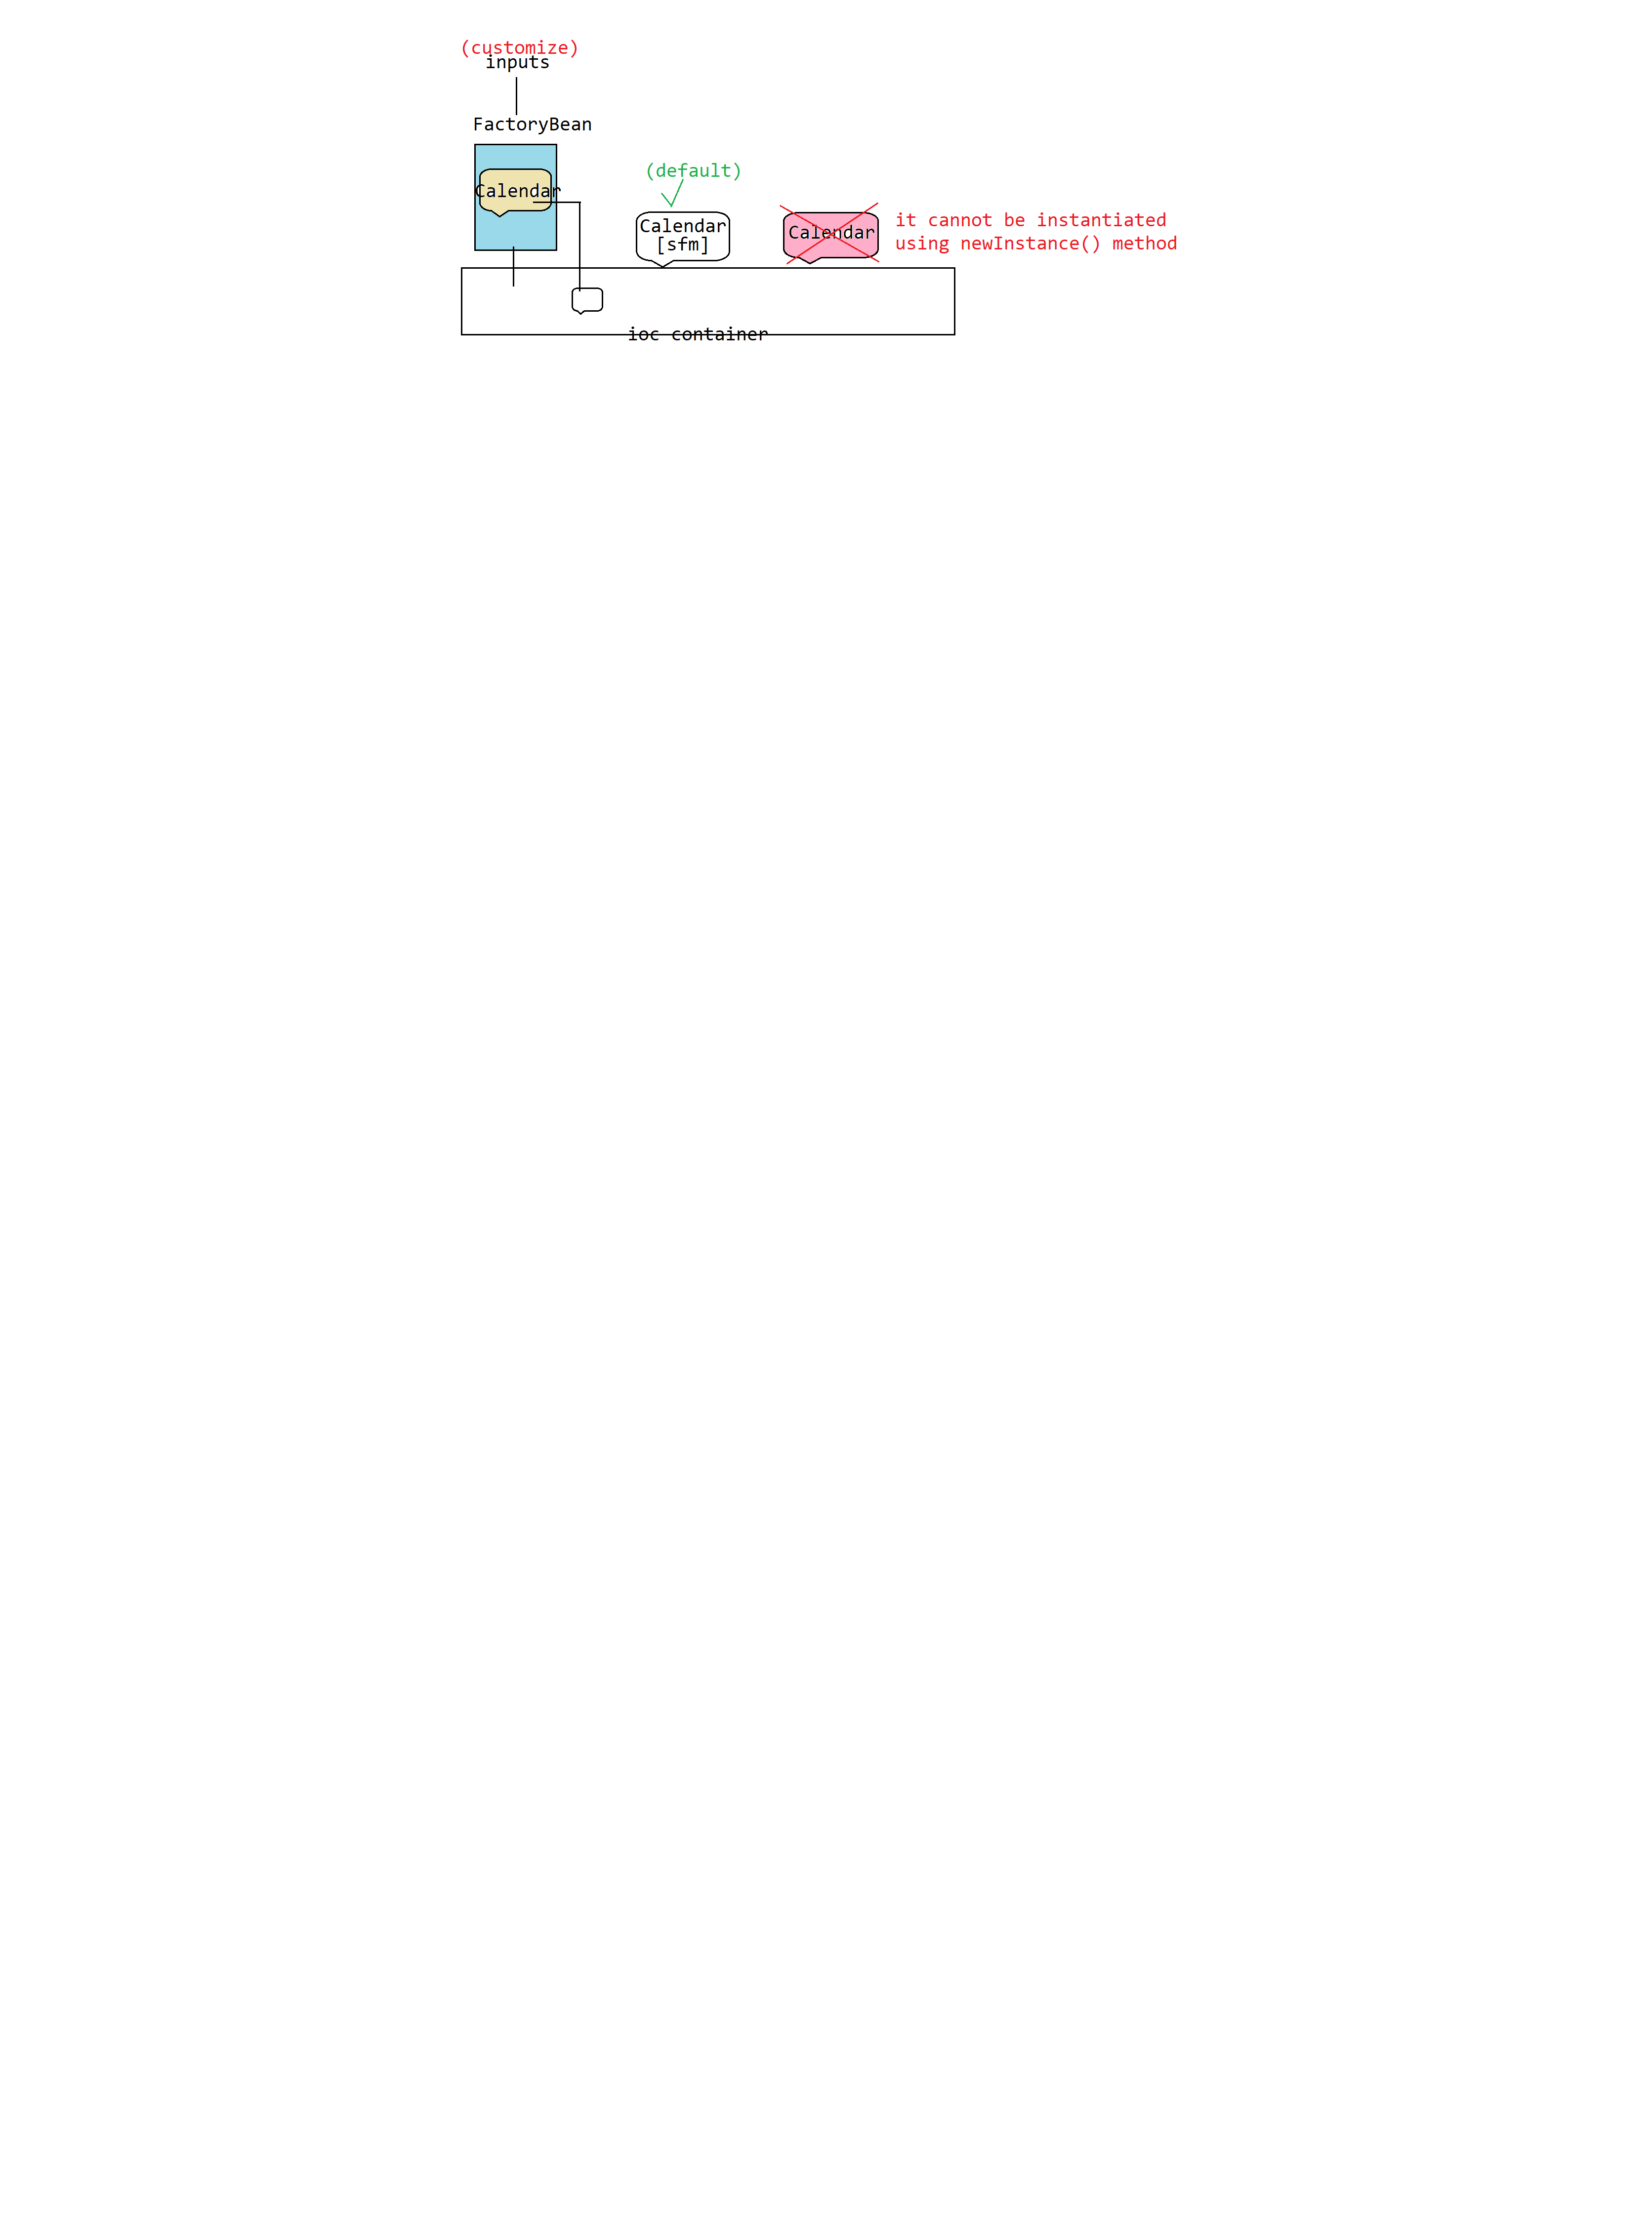 (customize)
inputs
FactoryBean
Calendar
(default)
Calendar
[sfm]
Calendar
it cannot be instantiated
using newInstance() method
ioc container